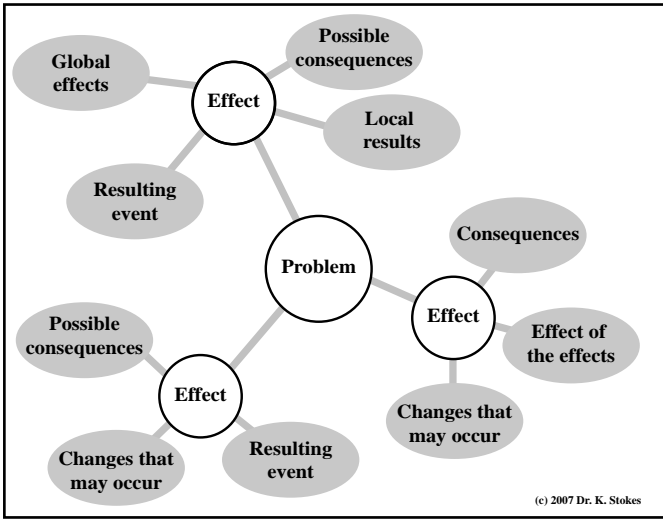 Global
effects
Possible
consequences
Effect
Local
results
Resulting
event
Problem
Consequences
Effect
Effect of
the effects
Changes that
may occur
Possible
consequences
Effect
Changes that
may occur
Resulting
event
(c) 2007 Dr. K. Stokes